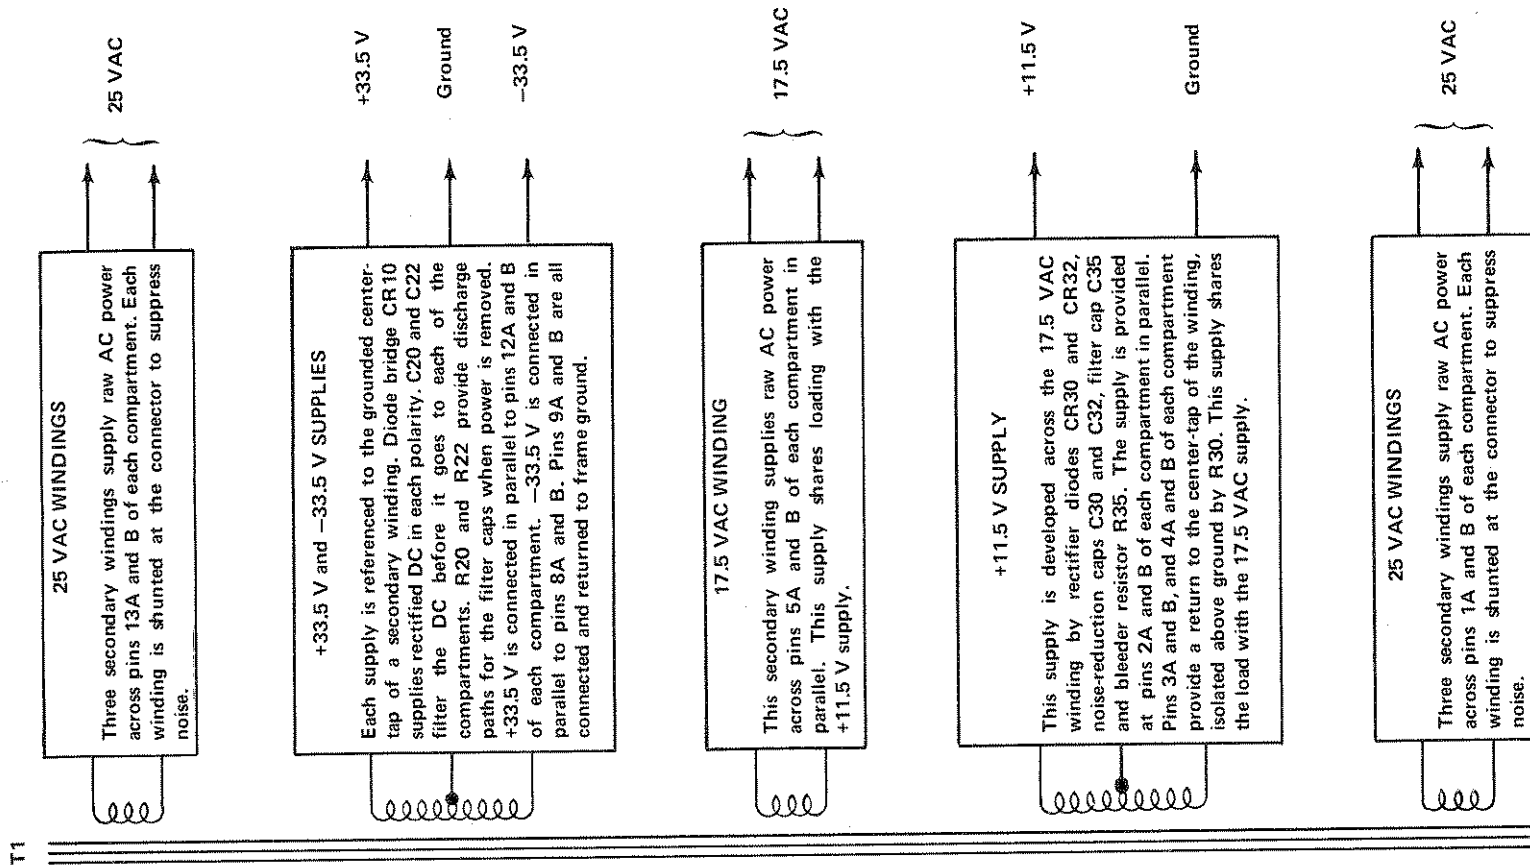 T1
25 VAC WINDINGS
Three secondary windings supply raw AC power
across pins 13A and B of each compartment. Each
winding is shunted at the connector to suppress
noise.
25 VAC
+33.5 V and −33.5 V SUPPLIES
Each supply is referenced to the grounded center-
tap of a secondary winding. Diode bridge CR10
supplies rectified DC in each polarity. C20 and C22
filter the DC before it goes to each of the
compartments. R20 and R22 provide discharge
paths for the filter caps when power is removed.
+33.5 V is connected in parallel to pins 12A and B
of each compartment. −33.5 V is connected in
parallel to pins 8A and B. Pins 9A and B are all
connected and returned to frame ground.
+33.5 V
Ground
−33.5 V
17.5 VAC WINDING
This secondary winding supplies raw AC power
across pins 5A and B of each compartment in
parallel. This supply shares loading with the
+11.5 V supply.
17.5 VAC
+11.5 V SUPPLY
This supply is developed across the 17.5 VAC
winding by rectifier diodes CR30 and CR32,
noise-reduction caps C30 and C32, filter cap C35
and bleeder resistor R35. The supply is provided
at pins 2A and B of each compartment in parallel.
Pins 3A and B, and 4A and B of each compartment
provide a return to the center-tap of the winding,
isolated above ground by R30. This supply shares
the load with the 17.5 VAC supply.
+11.5 V
Ground
25 VAC WINDINGS
Three secondary windings supply raw AC power
across pins 1A and B of each compartment. Each
winding is shunted at the connector to suppress
noise.
25 VAC